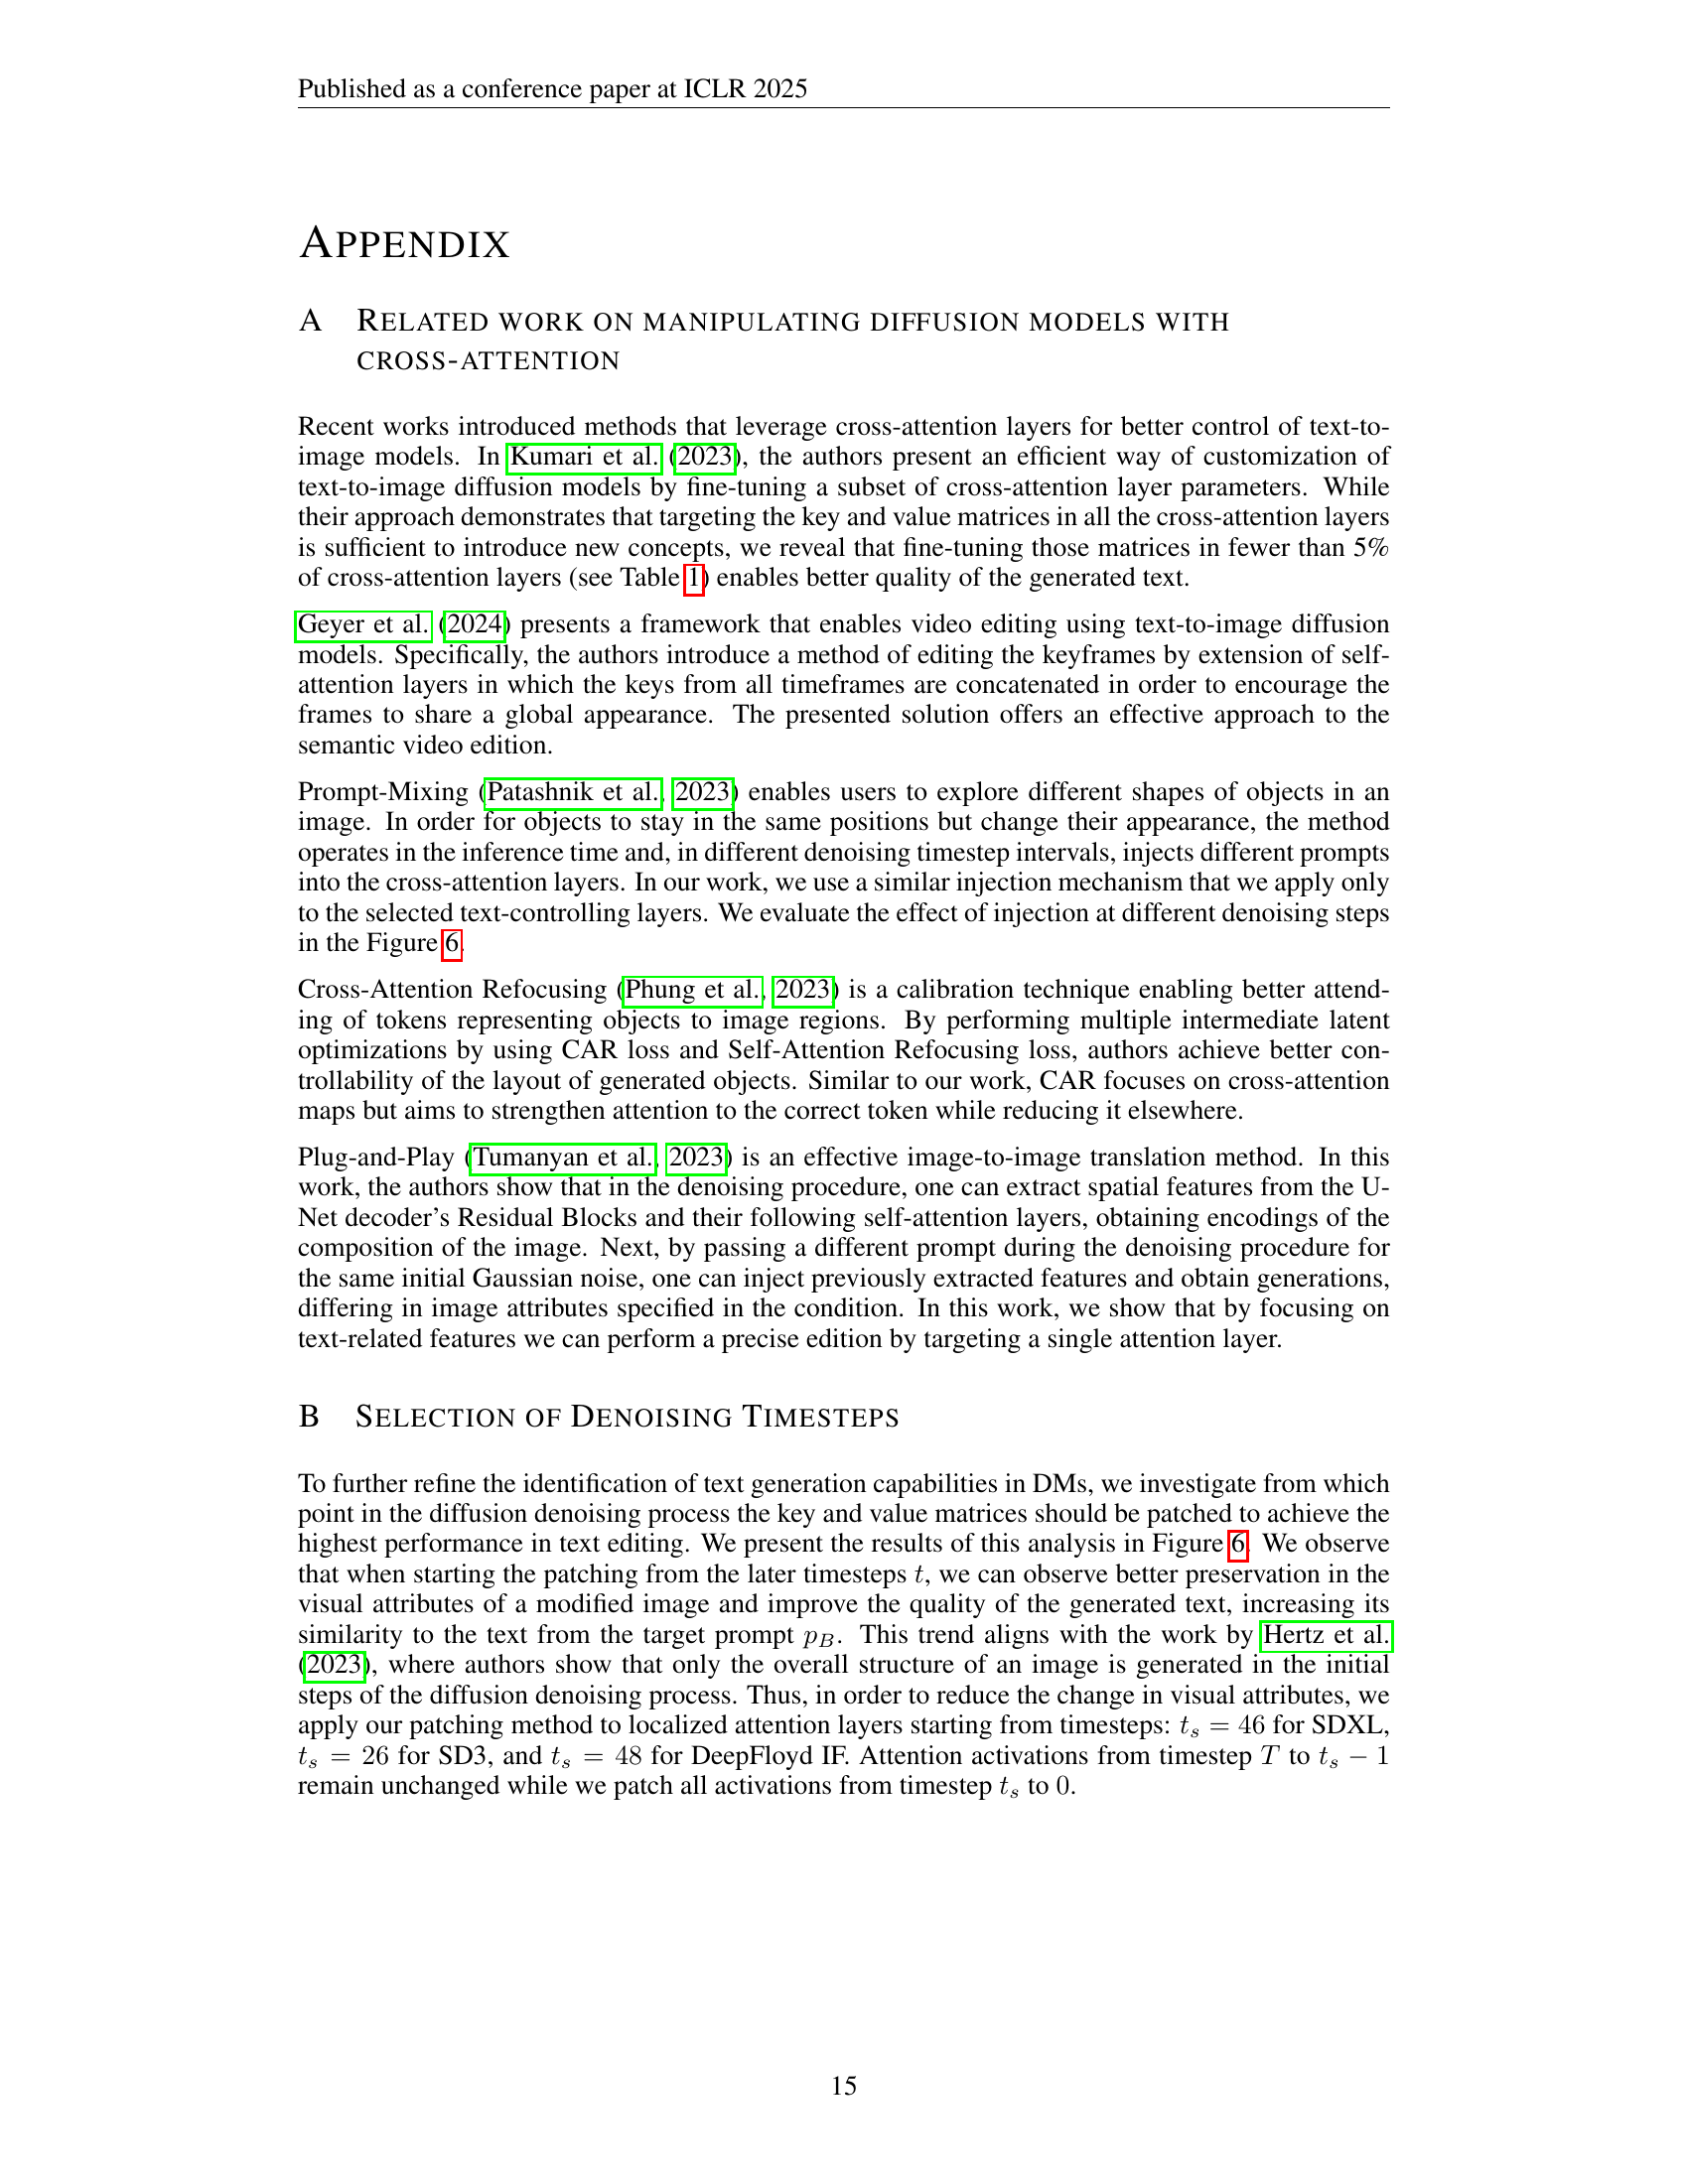 Published as a conference paper at ICLR 2025
APPENDIX
A RELATED WORK ON MANIPULATING DIFFUSION MODELS WITH
CROSS-ATTENTION
Recent works introduced methods that leverage cross-attention layers for better control of text-to-
image models. In Kumari et al. (2023), the authors present an efficient way of customization of
text-to-image diffusion models by fine-tuning a subset of cross-attention layer parameters. While
their approach demonstrates that targeting the key and value matrices in all the cross-attention layers
is sufficient to introduce new concepts, we reveal that fine-tuning those matrices in fewer than 5%
of cross-attention layers (see Table 1) enables better quality of the generated text.
Geyer et al. (2024) presents a framework that enables video editing using text-to-image diffusion
models. Specifically, the authors introduce a method of editing the keyframes by extension of self-
attention layers in which the keys from all timeframes are concatenated in order to encourage the
frames to share a global appearance. The presented solution offers an effective approach to the
semantic video edition.
Prompt-Mixing (Patashnik et al., 2023) enables users to explore different shapes of objects in an
image. In order for objects to stay in the same positions but change their appearance, the method
operates in the inference time and, in different denoising timestep intervals, injects different prompts
into the cross-attention layers. In our work, we use a similar injection mechanism that we apply only
to the selected text-controlling layers. We evaluate the effect of injection at different denoising steps
in the Figure 6.
Cross-Attention Refocusing (Phung et al., 2023) is a calibration technique enabling better attend-
ing of tokens representing objects to image regions. By performing multiple intermediate latent
optimizations by using CAR loss and Self-Attention Refocusing loss, authors achieve better con-
trollability of the layout of generated objects. Similar to our work, CAR focuses on cross-attention
maps but aims to strengthen attention to the correct token while reducing it elsewhere.
Plug-and-Play (Tumanyan et al., 2023) is an effective image-to-image translation method. In this
work, the authors show that in the denoising procedure, one can extract spatial features from the U-
Net decoder's Residual Blocks and their following self-attention layers, obtaining encodings of the
composition of the image. Next, by passing a different prompt during the denoising procedure for
the same initial Gaussian noise, one can inject previously extracted features and obtain generations,
differing in image attributes specified in the condition. In this work, we show that by focusing on
text-related features we can perform a precise edition by targeting a single attention layer.
B SELECTION OF DENOISING TIMESTEPS
To further refine the identification of text generation capabilities in DMs, we investigate from which
point in the diffusion denoising process the key and value matrices should be patched to achieve the
highest performance in text editing. We present the results of this analysis in Figure 6. We observe
that when starting the patching from the later timesteps t, we can observe better preservation in the
visual attributes of a modified image and improve the quality of the generated text, increasing its
similarity to the text from the target prompt p_B. This trend aligns with the work by Hertz et al.
(2023), where authors show that only the overall structure of an image is generated in the initial
steps of the diffusion denoising process. Thus, in order to reduce the change in visual attributes, we
apply our patching method to localized attention layers starting from timesteps: t_s = 46 for SDXL,
t_s = 26 for SD3, and t_s = 48 for DeepFloyd IF. Attention activations from timestep T to t_s − 1
remain unchanged while we patch all activations from timestep t_s to 0.
15